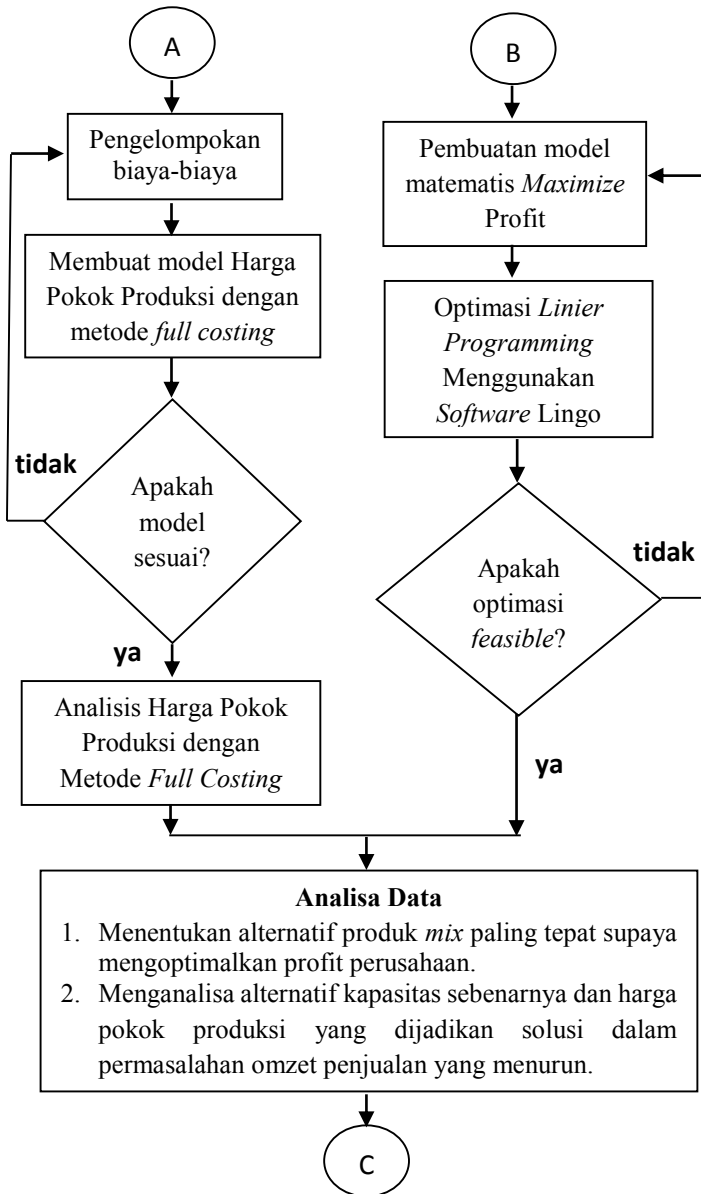 A
Pengelompokan
biaya-biaya
Membuat model Harga
Pokok Produksi dengan
metode full costing
tidak
Apakah
model
sesuai?
ya
Analisis Harga Pokok
Produksi dengan
Metode Full Costing
B
Pembuatan model
matematis Maximize
Profit
Optimasi Linier
Programming
Menggunakan
Software Lingo
tidak
Apakah
optimasi
feasible?
ya
Analisa Data
1. Menentukan alternatif produk mix paling tepat supaya
mengoptimalkan profit perusahaan.
2. Menganalisa alternatif kapasitas sebenarnya dan harga
pokok produksi yang dijadikan solusi dalam
permasalahan omzet penjualan yang menurun.
C